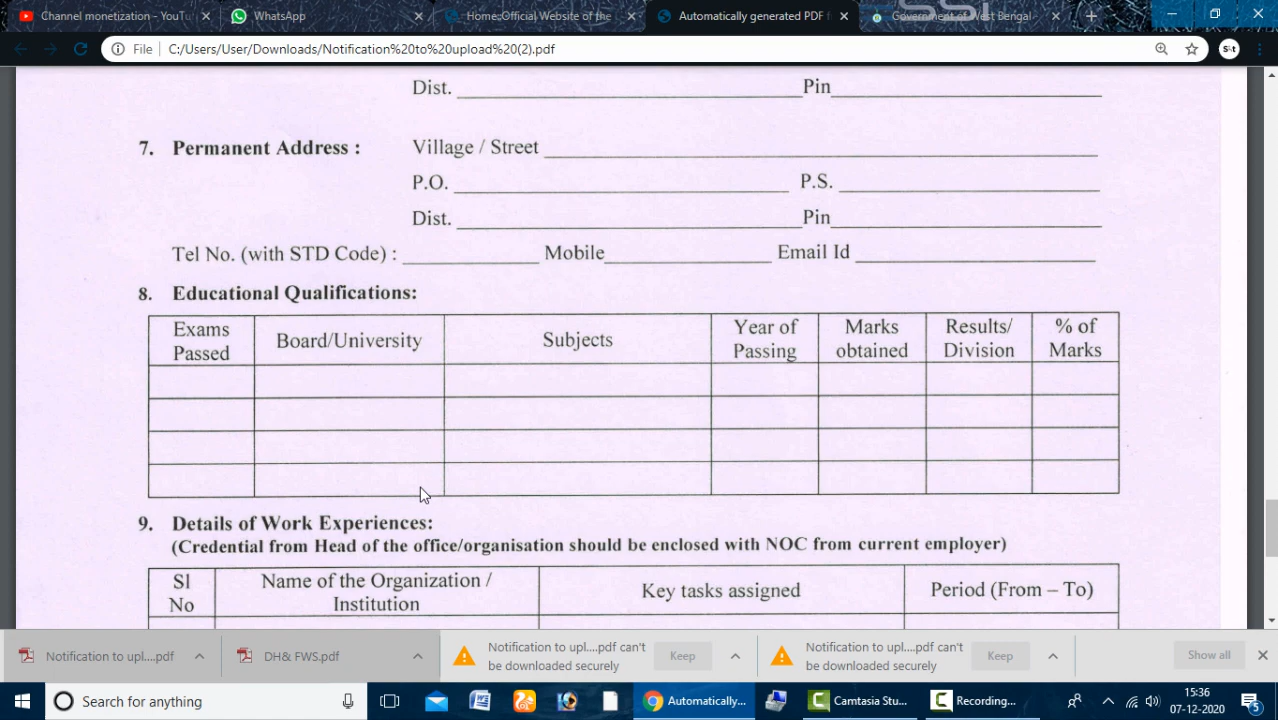 Channel monetization - YouTu
WhatsApp
Home:Official Website of the
Automatically generated PDF f
Government of West Bengal
File
C:/Users/User/Downloads/Notification%20to%20upload%20(2).pdf
Dist. Pin
7. Permanent Address : Village / Street
P.O. P.S.
Dist. Pin
Tel No. (with STD Code) : Mobile Email Id
8. Educational Qualifications:
Exams Passed
Board/University
Subjects
Year of Passing
Marks obtained
Results/ Division
% of Marks
9. Details of Work Experiences:
(Credential from Head of the office/organisation should be enclosed with NOC from current employer)
Sl No
Name of the Organization / Institution
Key tasks assigned
Period (From – To)
Notification to upl....pdf
DH& FWS.pdf
Notification to upl....pdf can't be downloaded securely
Keep
Notification to upl....pdf can't be downloaded securely
Keep
Show all
Search for anything
Automatically...
Camtasia Stu...
Recording...
15:36
07-12-2020
5